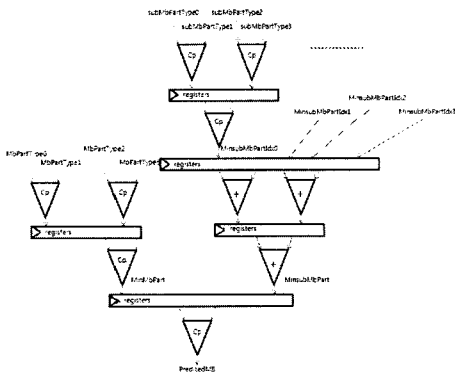 subMbPartType0 subMbPartType2
subMbPartType1 subMbPartType3
Cp Cp
registers
Cp
MinsubMbPartIdx2
MinsubMbPartIdx1
MinsubMbPartIdx3
MinsubMbPartIdx0
registers
MbPartType0 MbPartType2
MbPartType1 MbPartType3
Cp Cp + +
registers registers
Cp +
MinMbPart MinsubMbPart
registers
Cp
PreditedMB